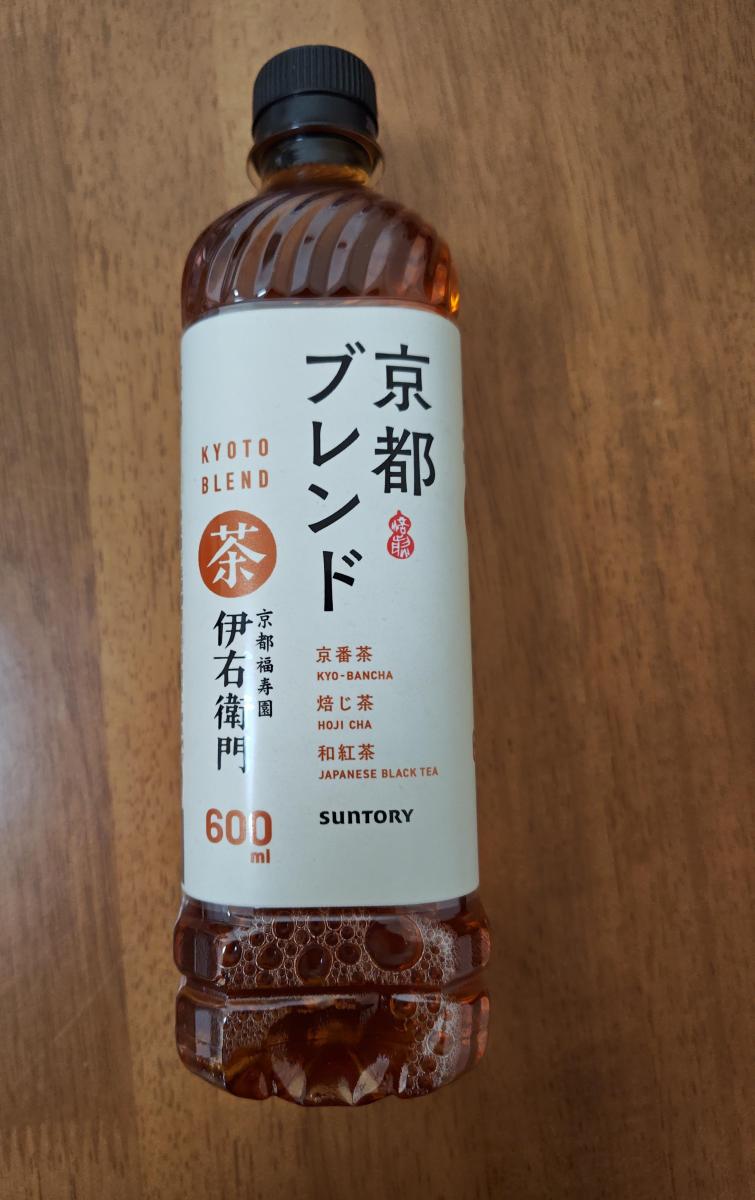 京都
ブレンド
KYOTO
BLEND
茶
京都福寿園
伊右衛門
京番茶
KYO-BANCHA
焙じ茶
HOJI CHA
和紅茶
JAPANESE BLACK TEA
600
ml
SUNTORY